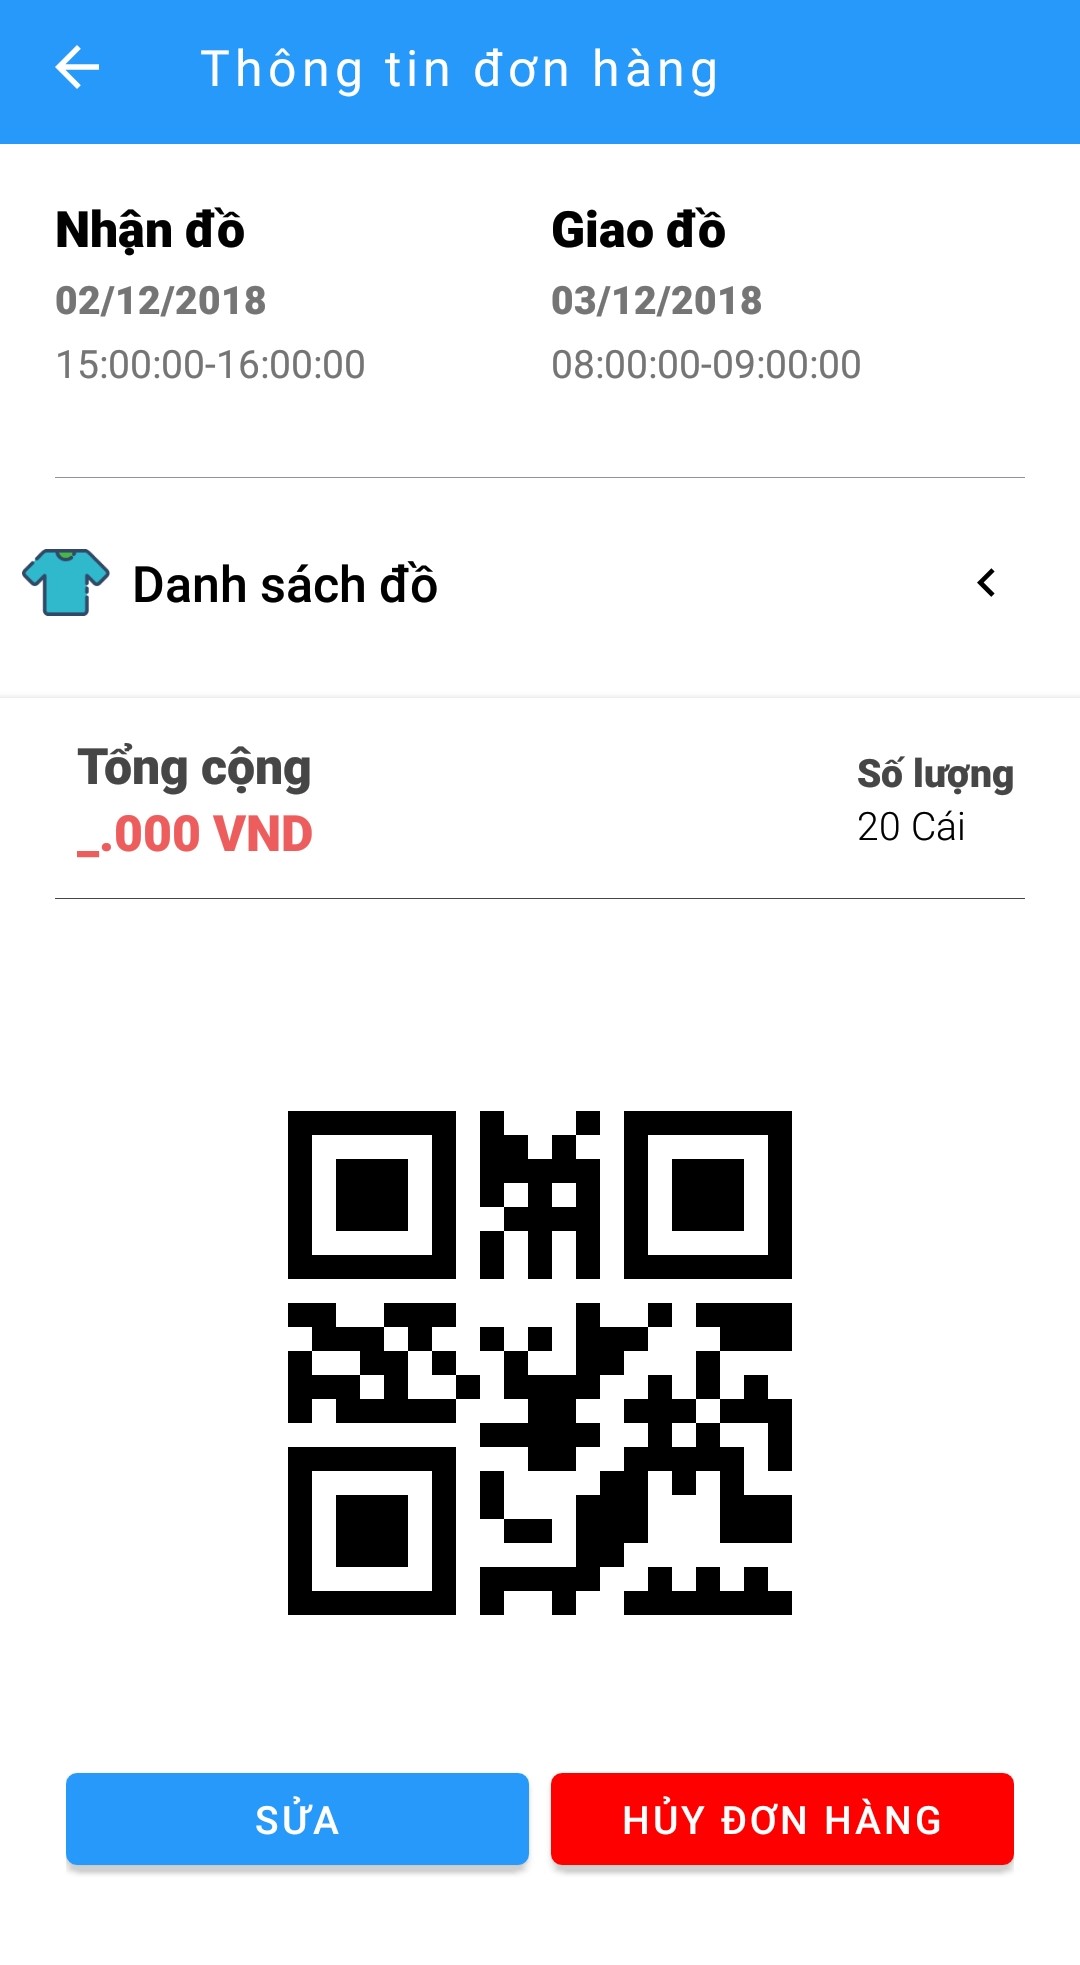 Thông tin đơn hàng
Nhận đồ
Giao đồ
02/12/2018
03/12/2018
15:00:00-16:00:00
08:00:00-09:00:00
Danh sách đồ
Tổng cộng
Số lượng
_.000 VND
20 Cái
SỬA
HỦY ĐƠN HÀNG